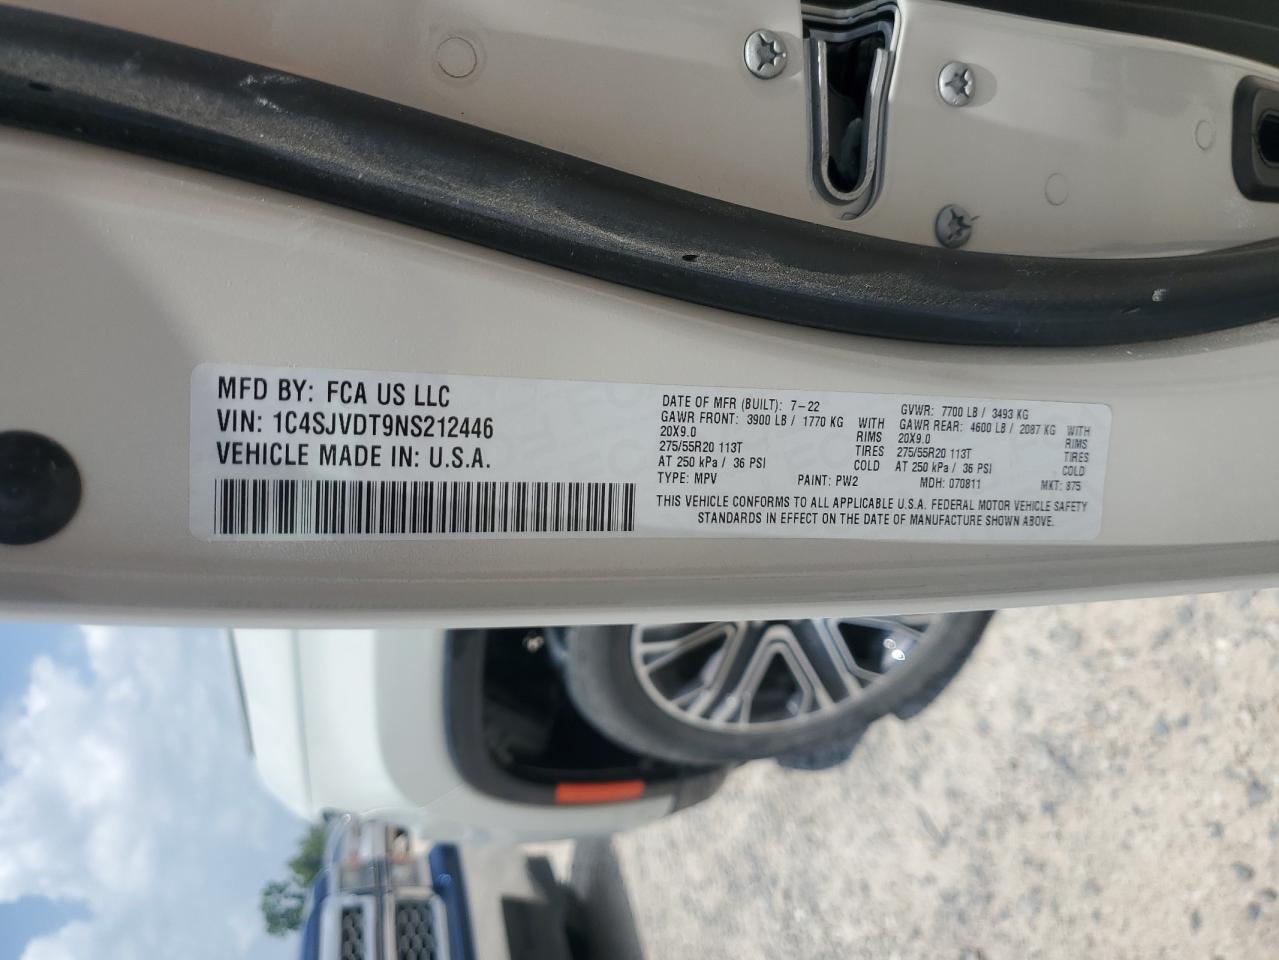 MFD BY: FCA US LLC
VIN: 1C4SJVDT9NS212446
VEHICLE MADE IN: U.S.A.
DATE OF MFR (BUILT): 7-22
GAWR FRONT: 3900 LB / 1770 KG WITH
20X9.0 RIMS
275/55R20 113T TIRES
AT 250 kPa / 36 PSI COLD
TYPE: MPV PAINT: PW2
GVWR: 7700 LB / 3493 KG
GAWR REAR: 4600 LB / 2087 KG WITH
20X9.0 RIMS
275/55R20 113T TIRES
AT 250 kPa / 36 PSI COLD
MDH: 070811 MKT: 875
THIS VEHICLE CONFORMS TO ALL APPLICABLE U.S.A. FEDERAL MOTOR VEHICLE SAFETY
STANDARDS IN EFFECT ON THE DATE OF MANUFACTURE SHOWN ABOVE.